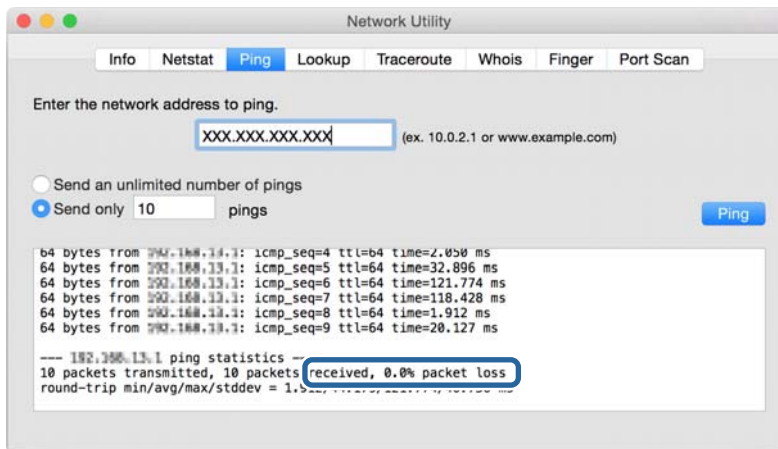 Network Utility
Info Netstat Ping Lookup Traceroute Whois Finger Port Scan
Enter the network address to ping.
XXX.XXX.XXX.XXX (ex. 10.0.2.1 or www.example.com)
Send an unlimited number of pings
Send only 10 pings
Ping
64 bytes from : icmp_seq=4 ttl=64 time=2.050 ms
64 bytes from : icmp_seq=5 ttl=64 time=32.896 ms
64 bytes from : icmp_seq=6 ttl=64 time=121.774 ms
64 bytes from : icmp_seq=7 ttl=64 time=118.428 ms
64 bytes from : icmp_seq=8 ttl=64 time=1.912 ms
64 bytes from : icmp_seq=9 ttl=64 time=20.127 ms
--- ping statistics --
10 packets transmitted, 10 packets received, 0.0% packet loss
round-trip min/avg/max/stddev =